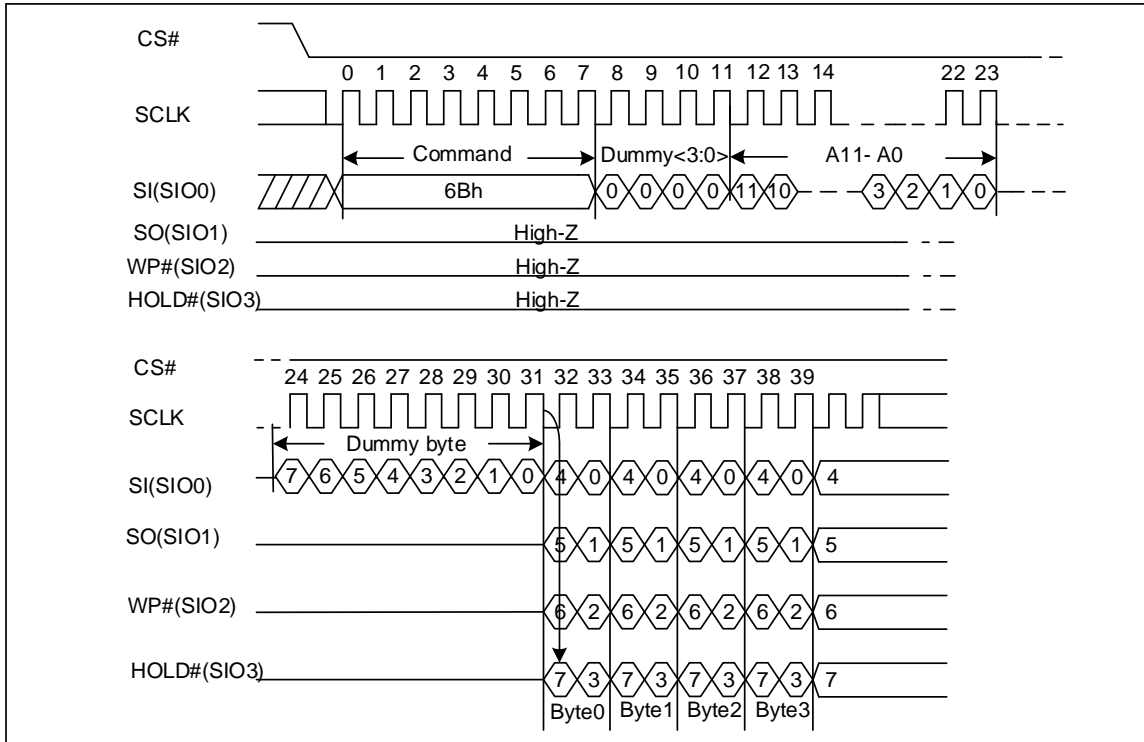 CS#
0 1 2 3 4 5 6 7 8 9 10 11 12 13 14 22 23
SCLK
Command Dummy<3:0> A11- A0
SI(SIO0) 6Bh 0 0 0 0 11 10 3 2 1 0
SO(SIO1) High-Z
WP#(SIO2) High-Z
HOLD#(SIO3) High-Z
CS#
24 25 26 27 28 29 30 31 32 33 34 35 36 37 38 39
SCLK
Dummy byte
SI(SIO0) 7 6 5 4 3 2 1 0 4 0 4 0 4 0 4 0 4
SO(SIO1) 5 1 5 1 5 1 5 1 5
WP#(SIO2) 6 2 6 2 6 2 6 2 6
HOLD#(SIO3) 7 3 7 3 7 3 7 3 7
Byte0 Byte1 Byte2 Byte3